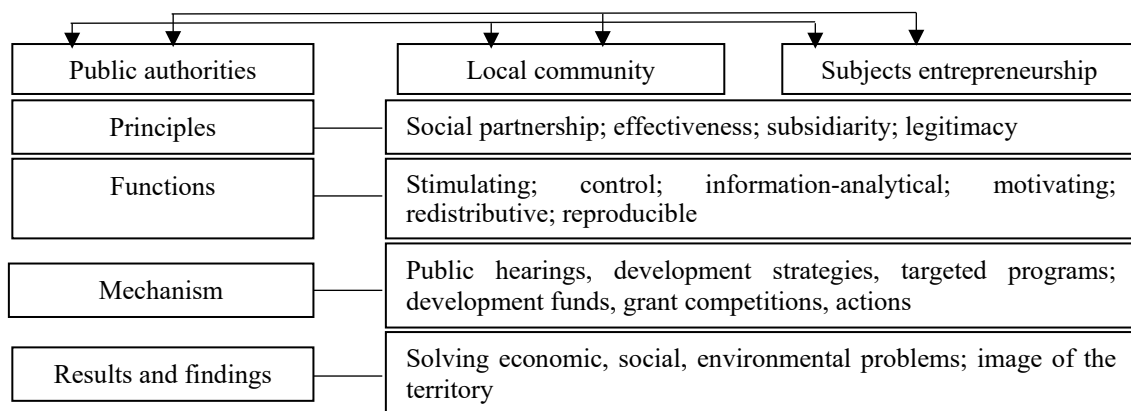 Public authorities
Local community
Subjects entrepreneurship
Principles
Social partnership; effectiveness; subsidiarity; legitimacy
Functions
Stimulating; control; information-analytical; motivating;
redistributive; reproducible
Mechanism
Public hearings, development strategies, targeted programs;
development funds, grant competitions, actions
Results and findings
Solving economic, social, environmental problems; image of the
territory